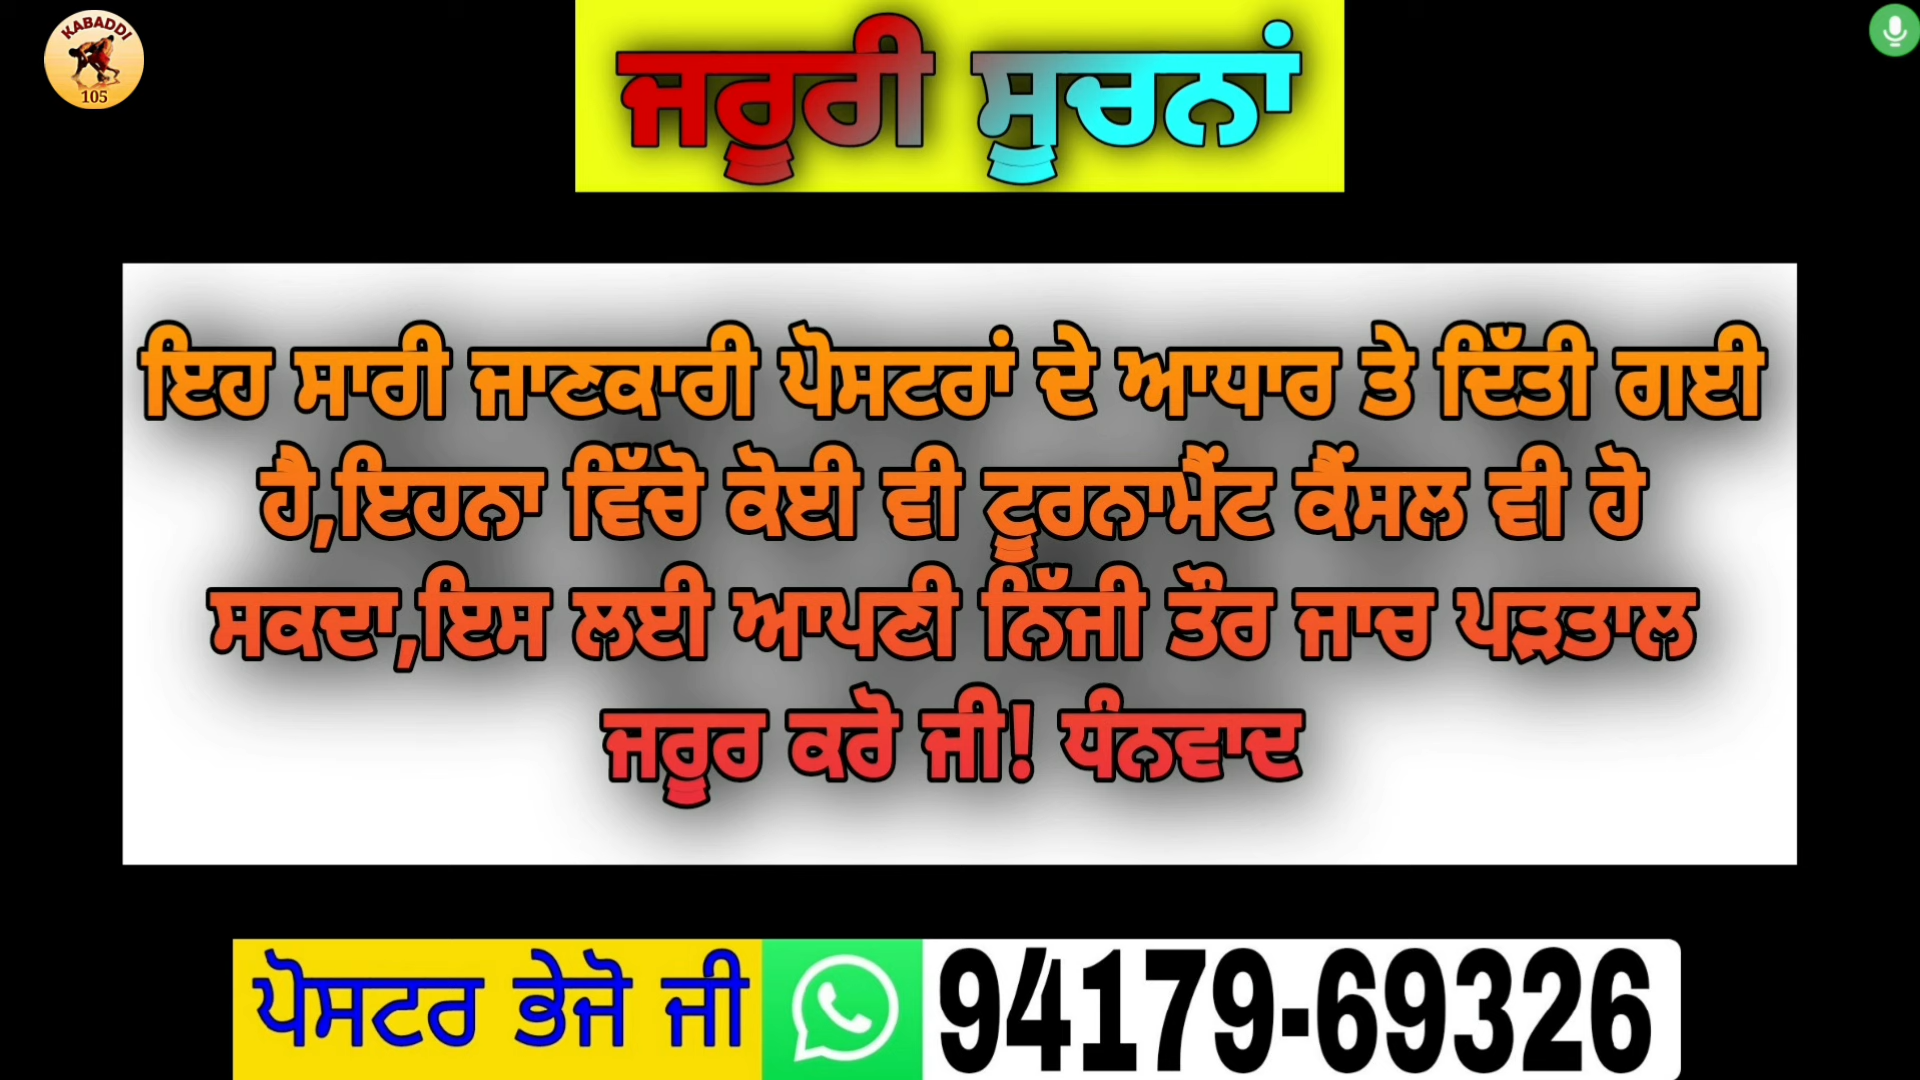 KABADDI
105
ਜਰੂਰੀ ਸੂਚਨਾਂ
ਇਹ ਸਾਰੀ ਜਾਣਕਾਰੀ ਪੋਸਟਰਾਂ ਦੇ ਆਧਾਰ ਤੇ ਦਿੱਤੀ ਗਈ
ਹੈ,ਇਹਨਾ ਵਿੱਚੋ ਕੋਈ ਵੀ ਟੂਰਨਾਮੈਂਟ ਕੈਂਸਲ ਵੀ ਹੋ
ਸਕਦਾ,ਇਸ ਲਈ ਆਪਣੀ ਨਿੱਜੀ ਤੌਰ ਜਾਚ ਪੜਤਾਲ
ਜਰੂਰ ਕਰੋ ਜੀ! ਧੰਨਵਾਦ
ਪੋਸਟਰ ਭੇਜੋ ਜੀ 94179-69326